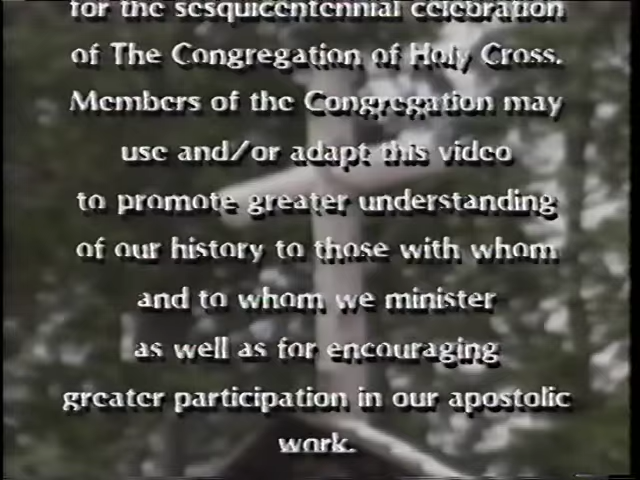 for the sesquicentennial celebration
of The Congregation of Holy Cross.
Members of the Congregation may
use and/or adapt this video
to promote greater understanding
of our history to those with whom
and to whom we minister
as well as for encouraging
greater participation in our apostolic
work.